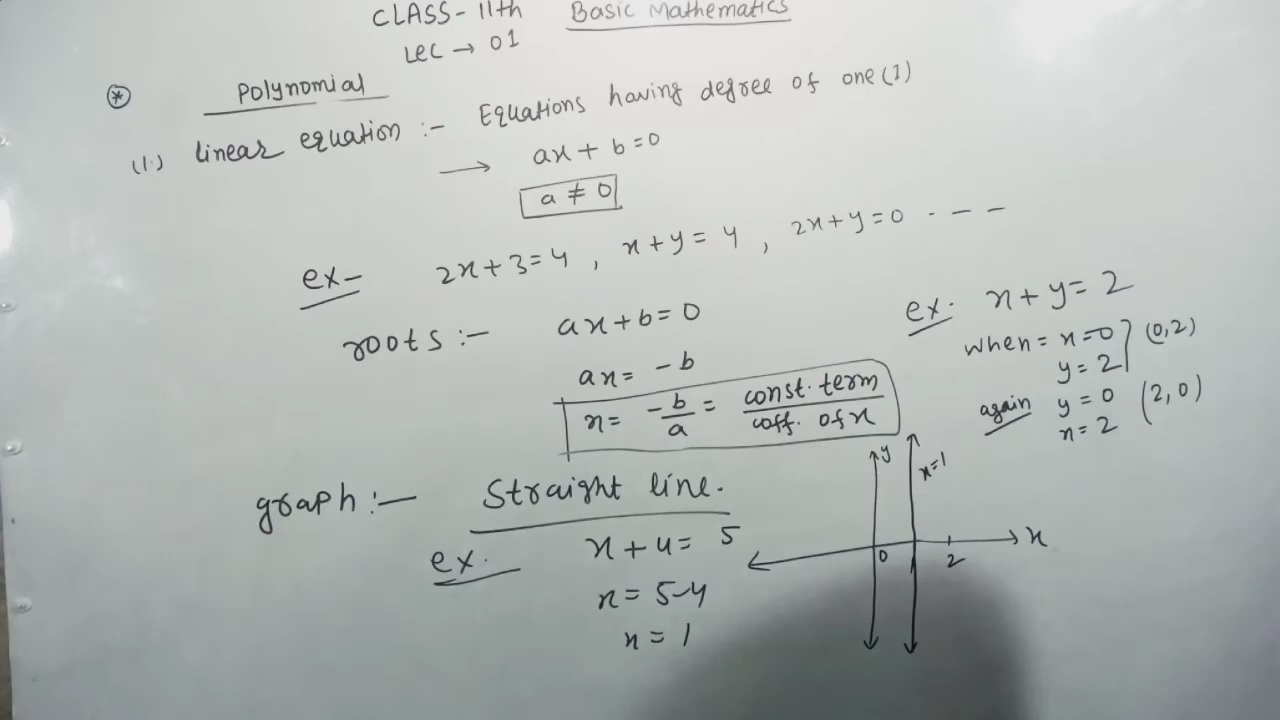 CLASS - 11th Basic Mathematics
Lec → 01
* Polynomial
(1.) linear equation :- Equations having degree of one (1)
→ ax + b = 0
a ≠ 0
ex- 2x + 3 = 4 , x + y = 4 , 2x + y = 0 - - -
roots :- ax + b = 0
ax = - b
x = -b/a = const. term / coff. of x
graph :- Straight line.
ex. x + 4 = 5
x = 5-4
x = 1
ex. x + y = 2
when = x = 0
y = 2 (0,2)
again y = 0
x = 2 (2,0)
y
x=1
0 2 x